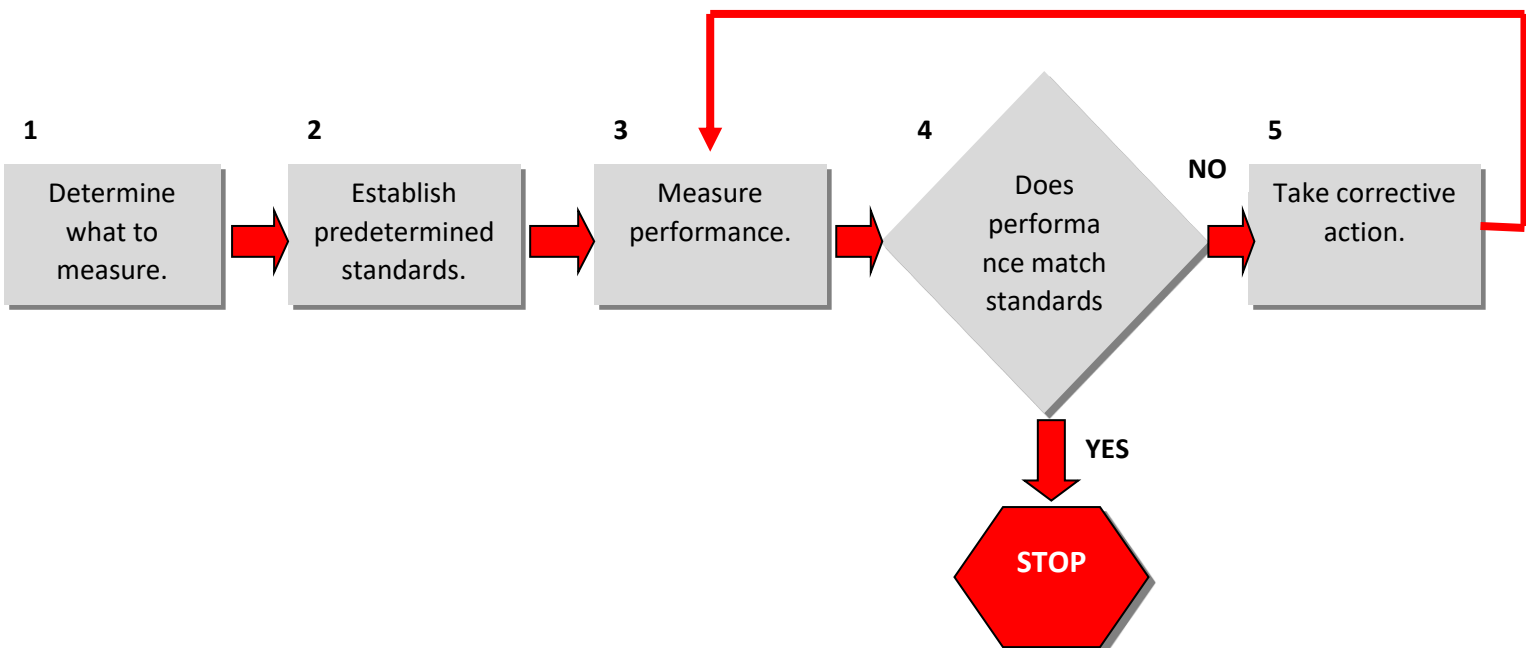 1
Determine
what to
measure.
2
Establish
predetermined
standards.
3
Measure
performance.
4
Does
performa
nce match
standards
NO
5
Take corrective
action.
YES
STOP